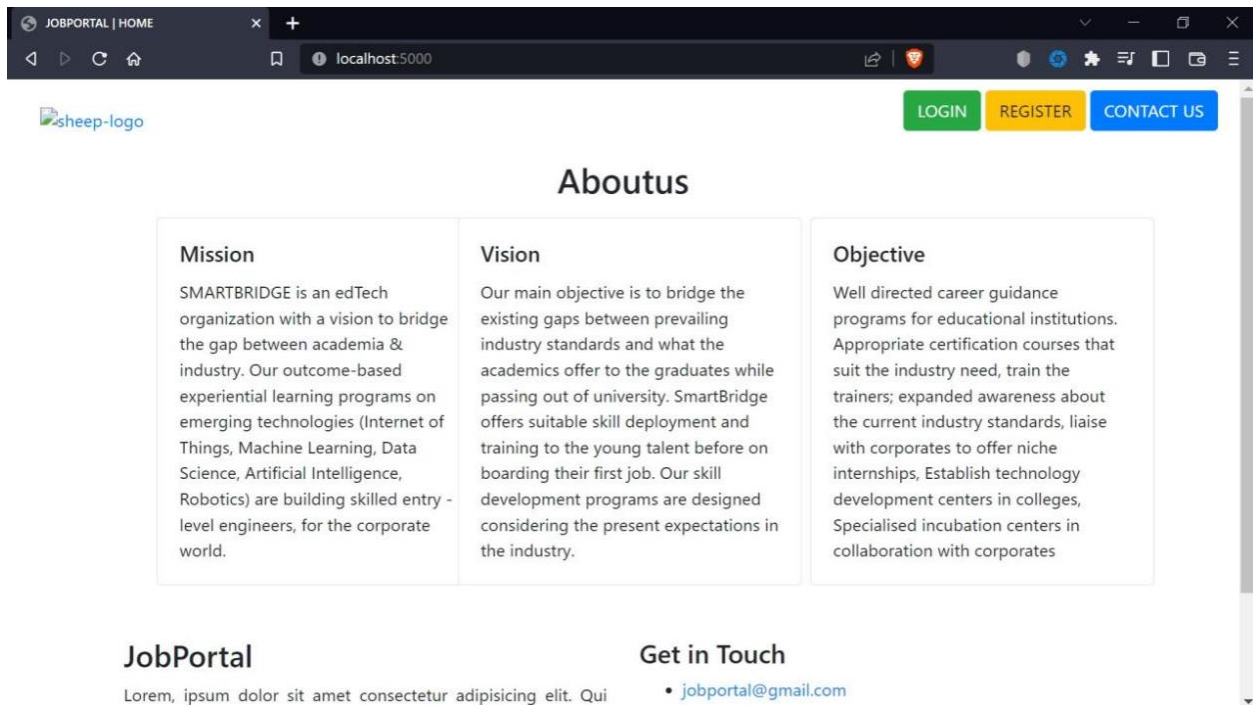 JOBPORTAL | HOME
localhost:5000
sheep-logo
LOGIN
REGISTER
CONTACT US
Aboutus
Mission
SMARTBRIDGE is an edTech
organization with a vision to bridge
the gap between academia &
industry. Our outcome-based
experiential learning programs on
emerging technologies (Internet of
Things, Machine Learning, Data
Science, Artificial Intelligence,
Robotics) are building skilled entry -
level engineers, for the corporate
world.
Vision
Our main objective is to bridge the
existing gaps between prevailing
industry standards and what the
academics offer to the graduates while
passing out of university. SmartBridge
offers suitable skill deployment and
training to the young talent before on
boarding their first job. Our skill
development programs are designed
considering the present expectations in
the industry.
Objective
Well directed career guidance
programs for educational institutions.
Appropriate certification courses that
suit the industry need, train the
trainers; expanded awareness about
the current industry standards, liaise
with corporates to offer niche
internships, Establish technology
development centers in colleges,
Specialised incubation centers in
collaboration with corporates
JobPortal
Lorem, ipsum dolor sit amet consectetur adipisicing elit. Qui
Get in Touch
• jobportal@gmail.com